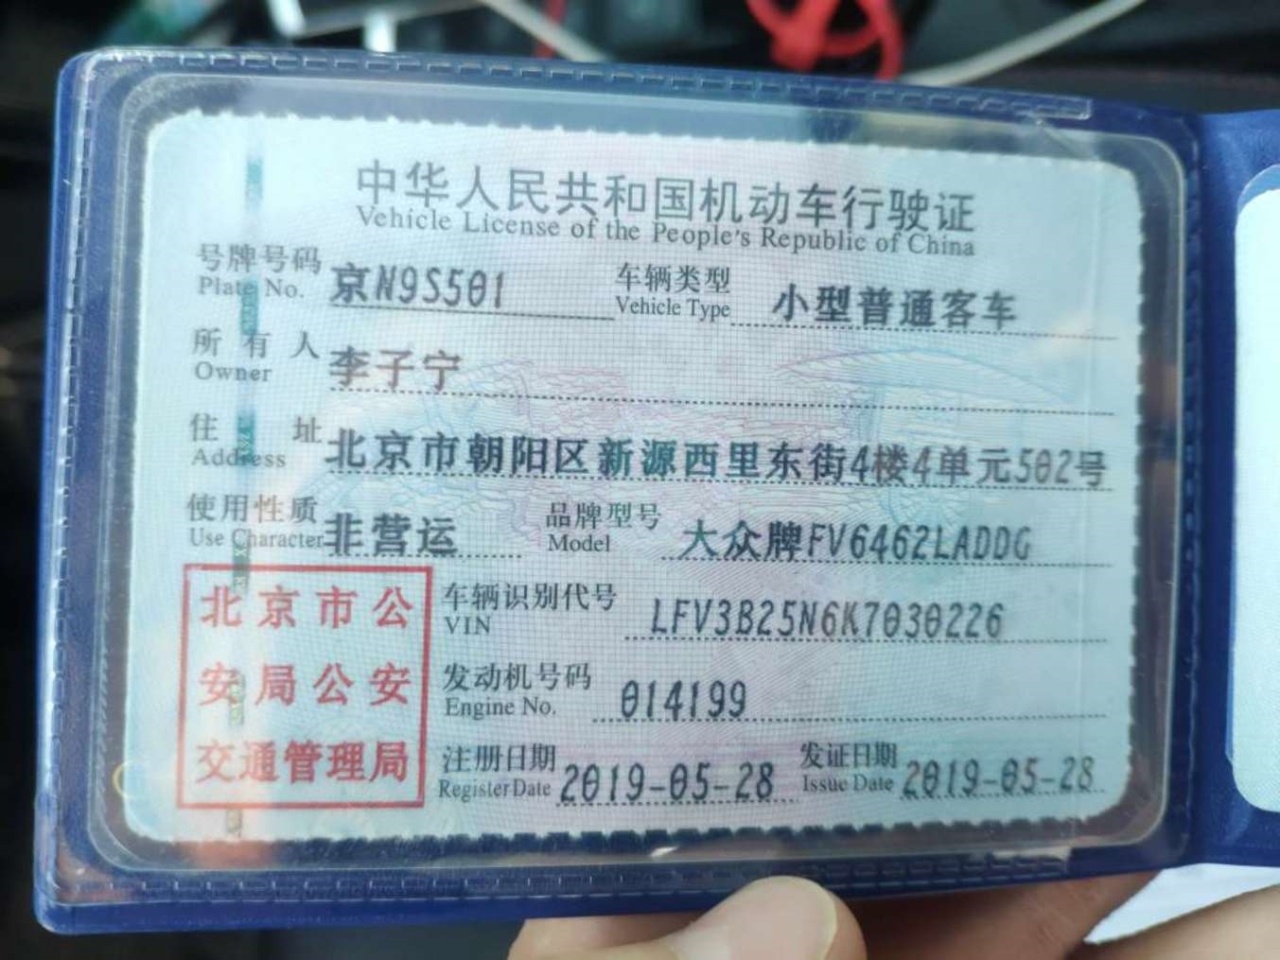 中华人民共和国机动车行驶证
Vehicle License of the People's Republic of China
号牌号码 京N9S501 车辆类型 小型普通客车
Plate No. Vehicle Type
所有人 李子宁
Owner
住址 北京市朝阳区新源西里东街4楼4单元502号
Address
使用性质 非营运 品牌型号 大众牌FV6462LADDG
Use Character Model
北京市公安局公安交通管理局
车辆识别代号 LFV3B25N6K7030226
VIN
发动机号码 014199
Engine No.
注册日期 2019-05-28 发证日期 2019-05-28
Register Date Issue Date